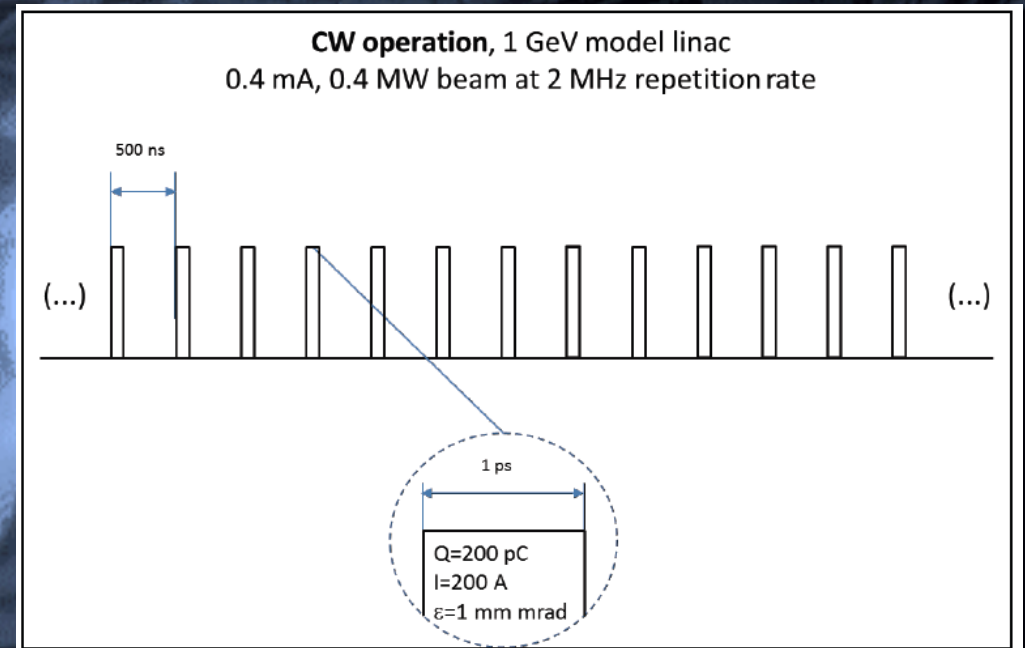 CW operation, 1 GeV model linac
0.4 mA, 0.4 MW beam at 2 MHz repetition rate
500 ns
(...)
(...)
1 ps
Q=200 pC
I=200 A
ε=1 mm mrad